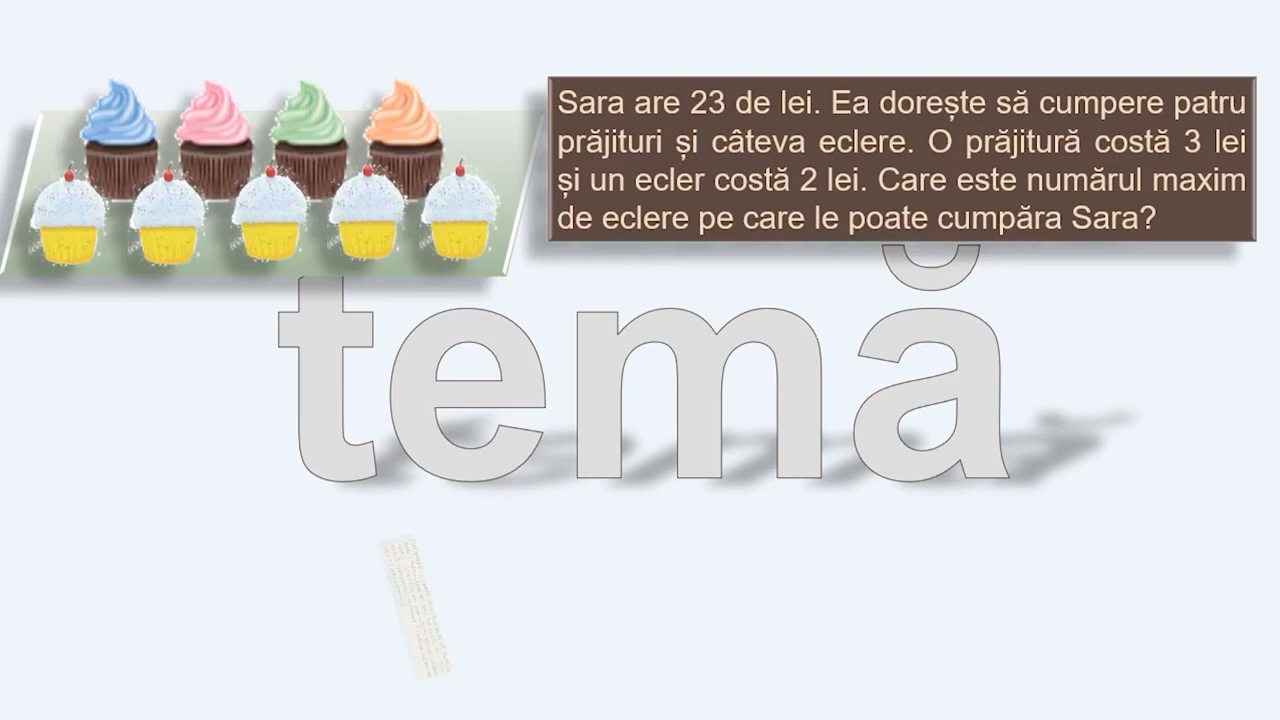 Sara are 23 de lei. Ea dorește să cumpere patru
prăjituri și câteva eclere. O prăjitură costă 3 lei
și un ecler costă 2 lei. Care este numărul maxim
de eclere pe care le poate cumpăra Sara?
temă